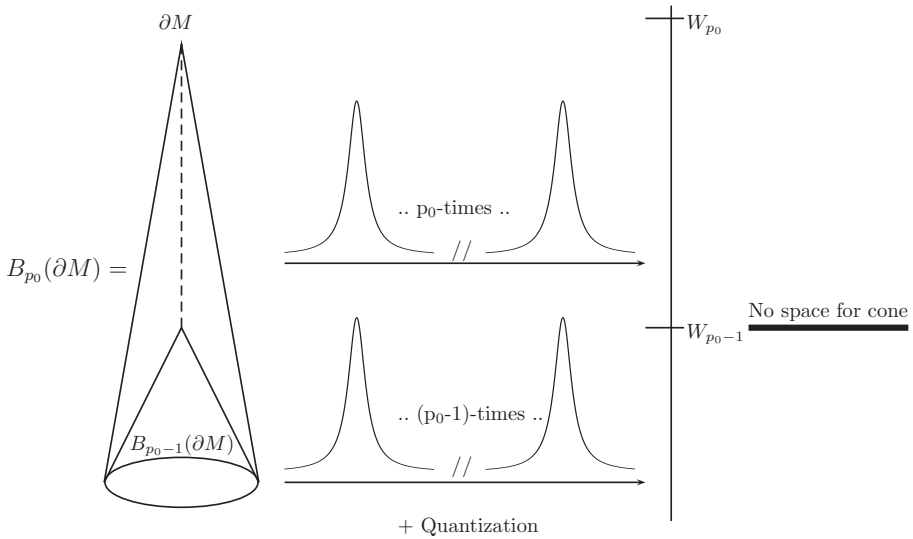 ∂M
W_{p_0}
.. p_0-times ..
//
B_{p_0}(∂M) =
No space for cone
W_{p_0−1}
.. (p_0-1)-times ..
B_{p_0−1}(∂M)
//
+ Quantization